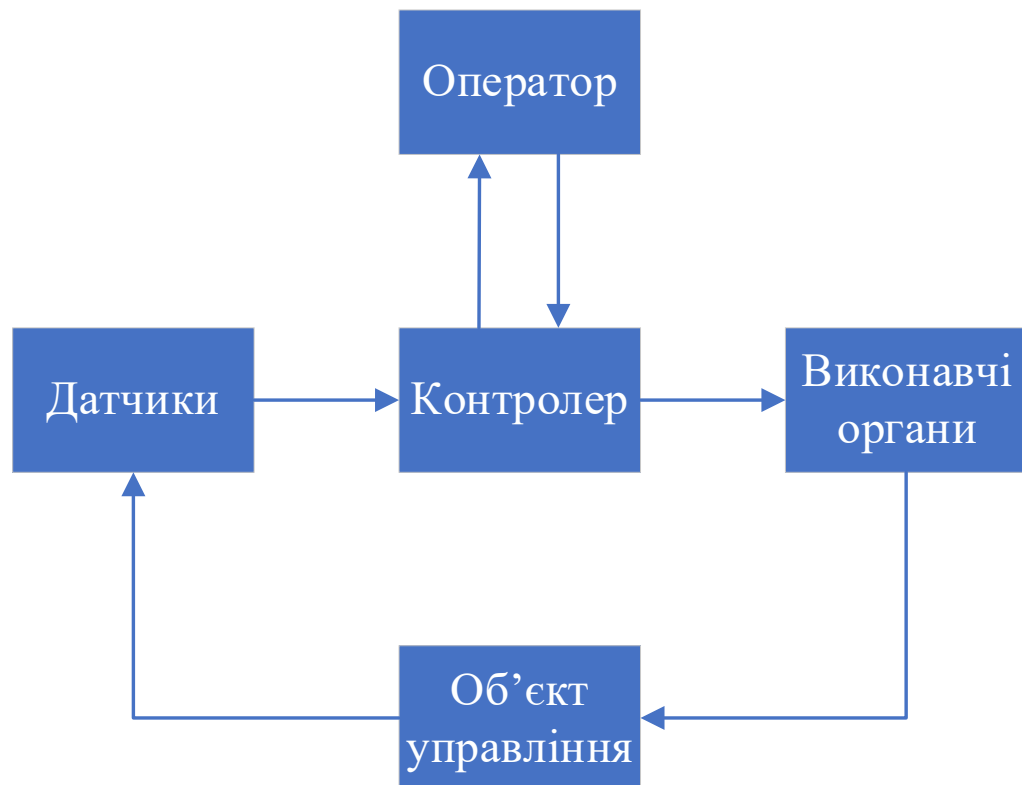 Оператор
Датчики
Контролер
Виконавчі
органи
Об’єкт
управління